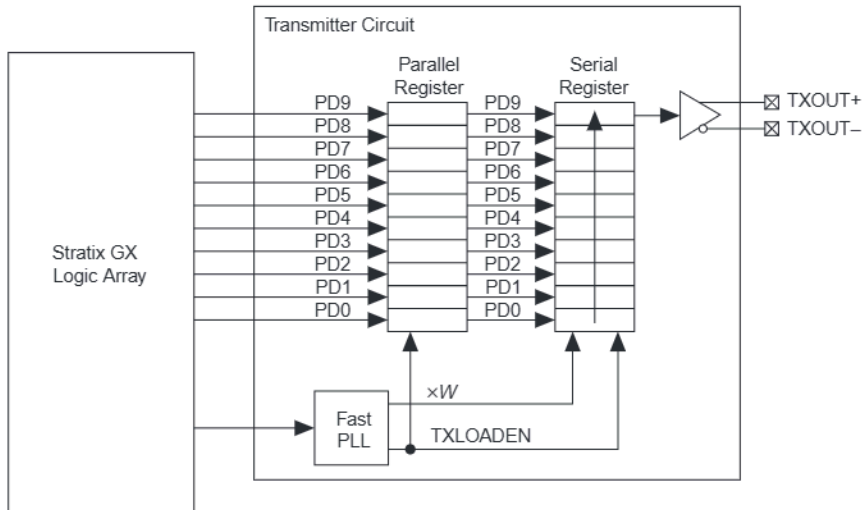 Transmitter Circuit
Parallel
Register
Serial
Register
Stratix GX
Logic Array
PD9
PD9
TXOUT+
PD8
PD8
TXOUT–
PD7
PD7
PD6
PD6
PD5
PD5
PD4
PD4
PD3
PD3
PD2
PD2
PD1
PD1
PD0
PD0
×W
Fast
PLL
TXLOADEN